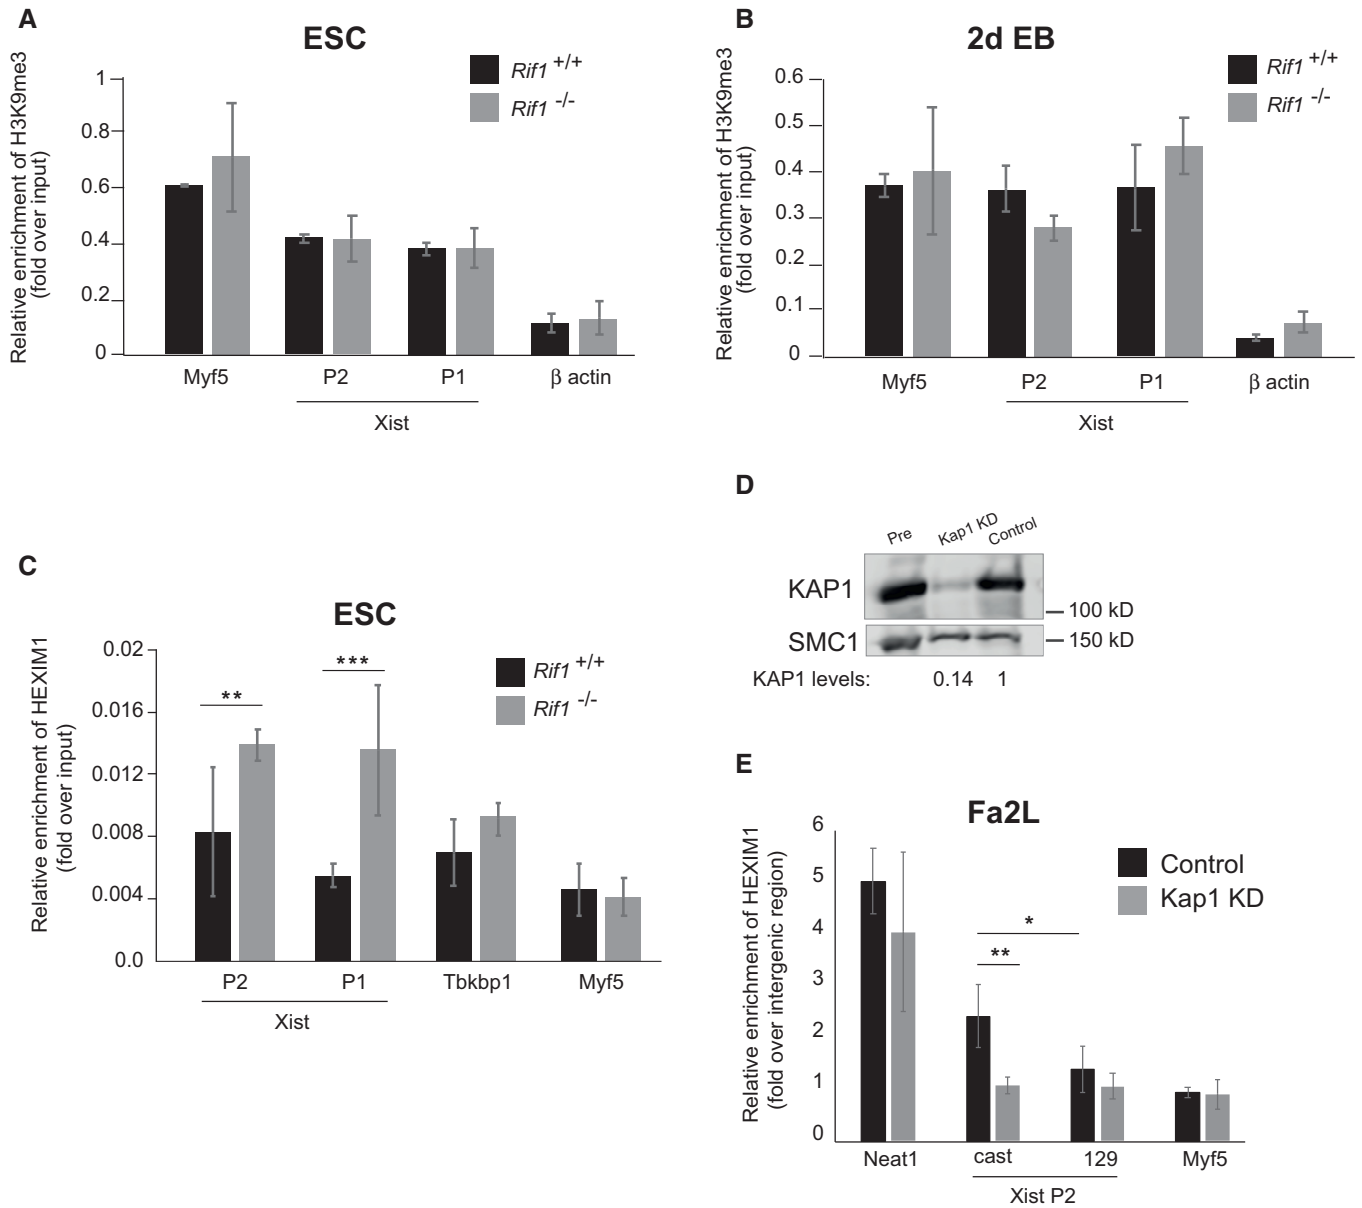 A
ESC
Relative enrichment of H3K9me3
(fold over input)
1
0.8
0.6
0.4
0.2
0
Rif1 +/+
Rif1 -/-
Myf5
P2
P1
β actin
Xist
B
2d EB
Relative enrichment of H3K9me3
(fold over input)
0.6
0.5
0.4
0.3
0.2
0.1
0
Rif1 +/+
Rif1 -/-
Myf5
P2
P1
β actin
Xist
C
ESC
Relative enrichment of HEXIM1
(fold over input)
0.02
0.016
0.012
0.008
0.004
0.0
**
***
Rif1 +/+
Rif1 -/-
P2
P1
Tbkbp1
Myf5
Xist
D
Pre
Kap1 KD
Control
KAP1
100 kD
SMC1
150 kD
KAP1 levels: 0.14 1
E
Fa2L
Relative enrichment of HEXIM1
(fold over intergenic region)
6
5
4
3
2
1
0
*
**
Control
Kap1 KD
Neat1
cast
129
Myf5
Xist P2